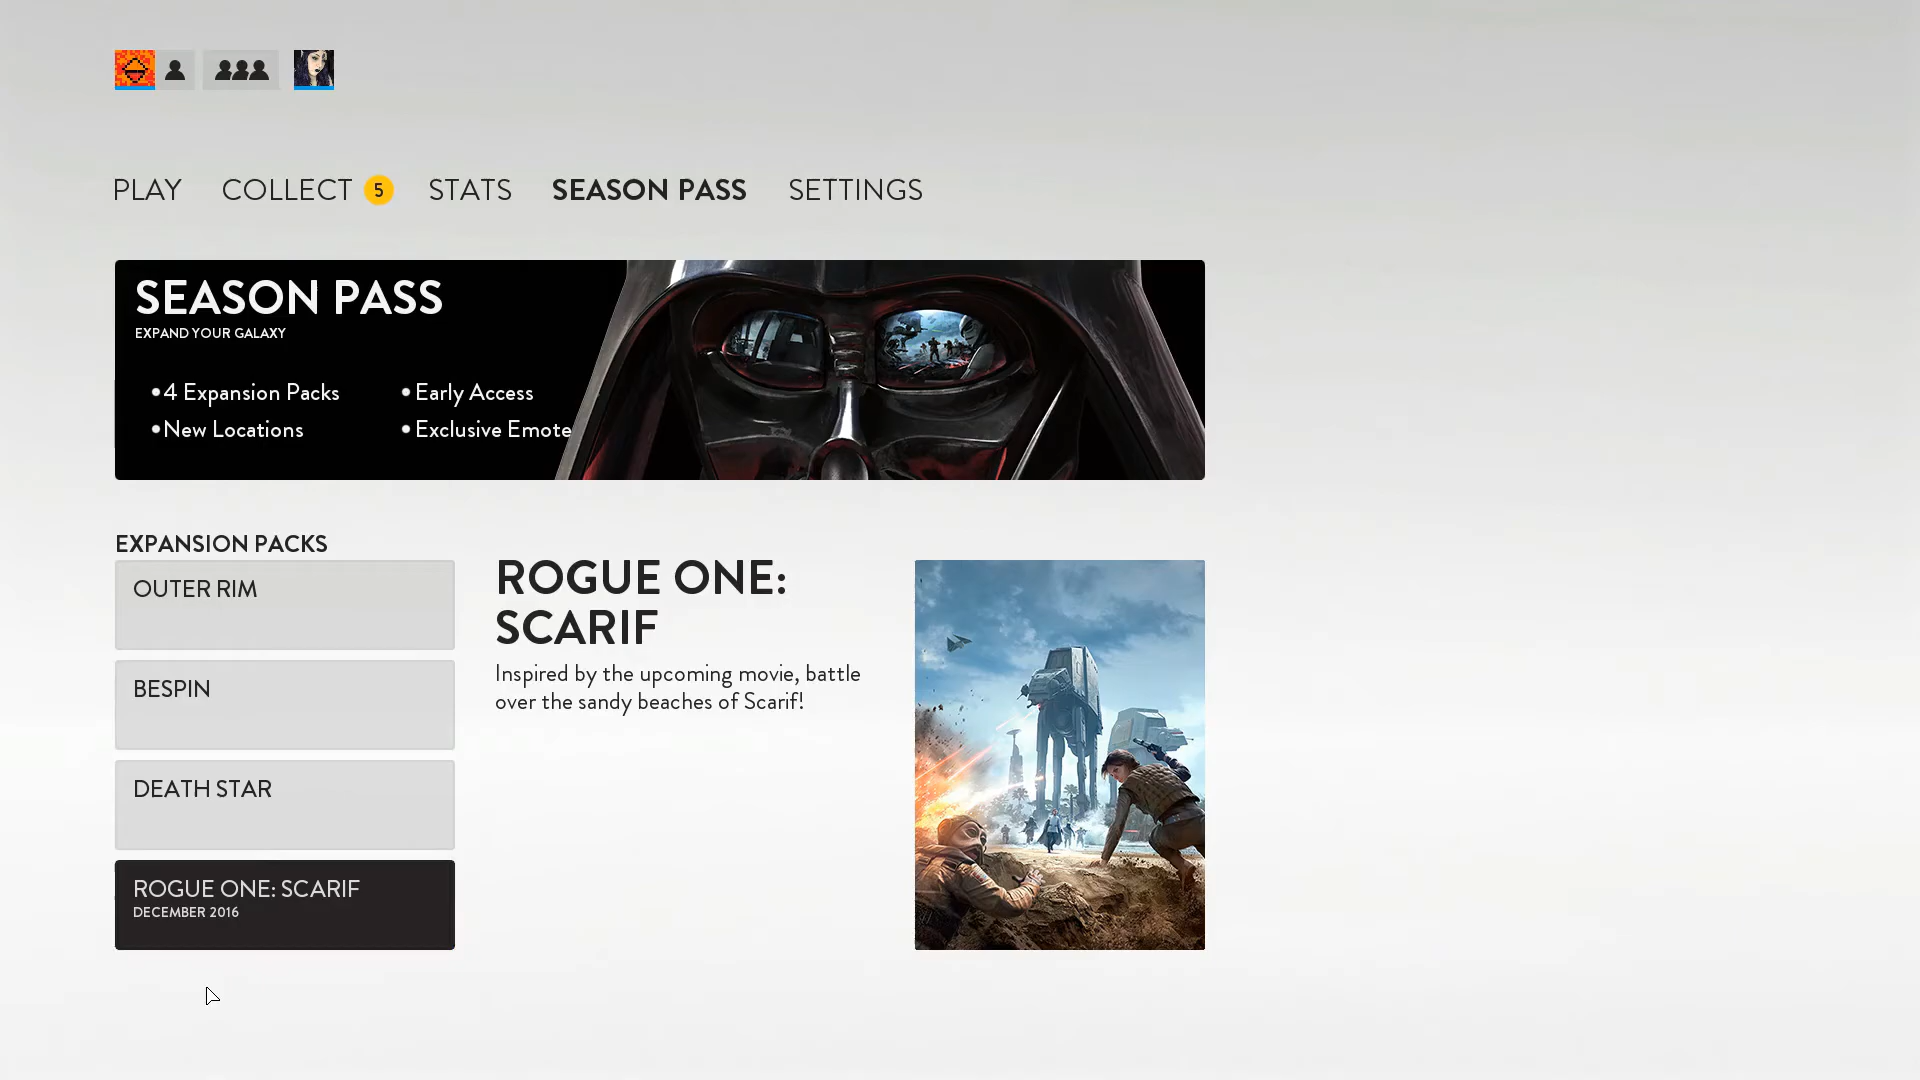 PLAY COLLECT 5 STATS SEASON PASS SETTINGS
SEASON PASS
EXPAND YOUR GALAXY
•4 Expansion Packs •Early Access
•New Locations •Exclusive Emote
EXPANSION PACKS
OUTER RIM
BESPIN
DEATH STAR
ROGUE ONE: SCARIF
DECEMBER 2016
ROGUE ONE:
SCARIF
Inspired by the upcoming movie, battle
over the sandy beaches of Scarif!